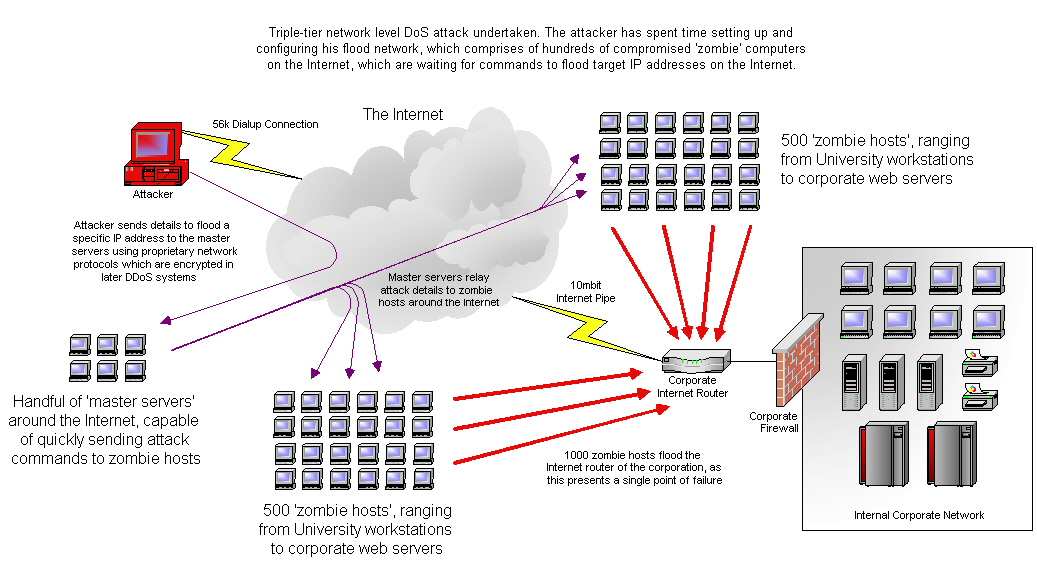 Triple-tier network level DoS attack undertaken. The attacker has spent time setting up and
configuring his flood network, which comprises of hundreds of compromised 'zombie' computers
on the Internet, which are waiting for commands to flood target IP addresses on the Internet.
The Internet
56k Dialup Connection
500 'zombie hosts', ranging
from University workstations
to corporate web servers
Attacker
Attacker sends details to flood a
specific IP address to the master
servers using proprietary network
protocols which are encrypted in
later DDoS systems
Master servers relay
attack details to zombie
hosts around the Internet
10mbit
Internet Pipe
Corporate
Internet Router
Corporate
Firewall
Handful of 'master servers'
around the Internet, capable
of quickly sending attack
commands to zombie hosts
1000 zombie hosts flood the
Internet router of the corporation, as
this presents a single point of failure
500 'zombie hosts', ranging
from University workstations
to corporate web servers
Internal Corporate Network